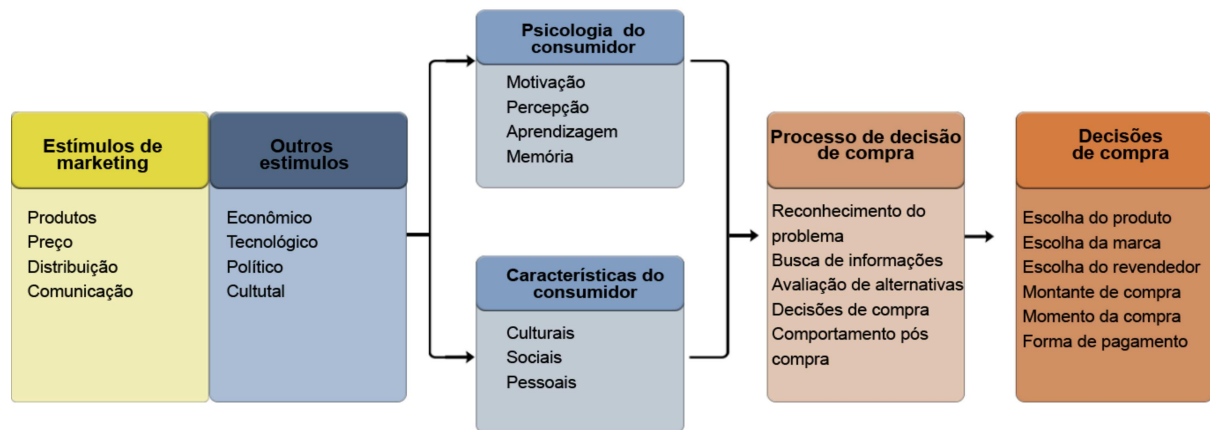 Estímulos de
marketing
Produtos
Preço
Distribuição
Comunicação
Outros
estimulos
Econômico
Tecnológico
Político
Cultutal
Psicologia do
consumidor
Motivação
Percepção
Aprendizagem
Memória
Características do
consumidor
Culturais
Sociais
Pessoais
Processo de decisão
de compra
Reconhecimento do
problema
Busca de informações
Avaliação de alternativas
Decisões de compra
Comportamento pós
compra
Decisões
de compra
Escolha do produto
Escolha da marca
Escolha do revendedor
Montante de compra
Momento da compra
Forma de pagamento